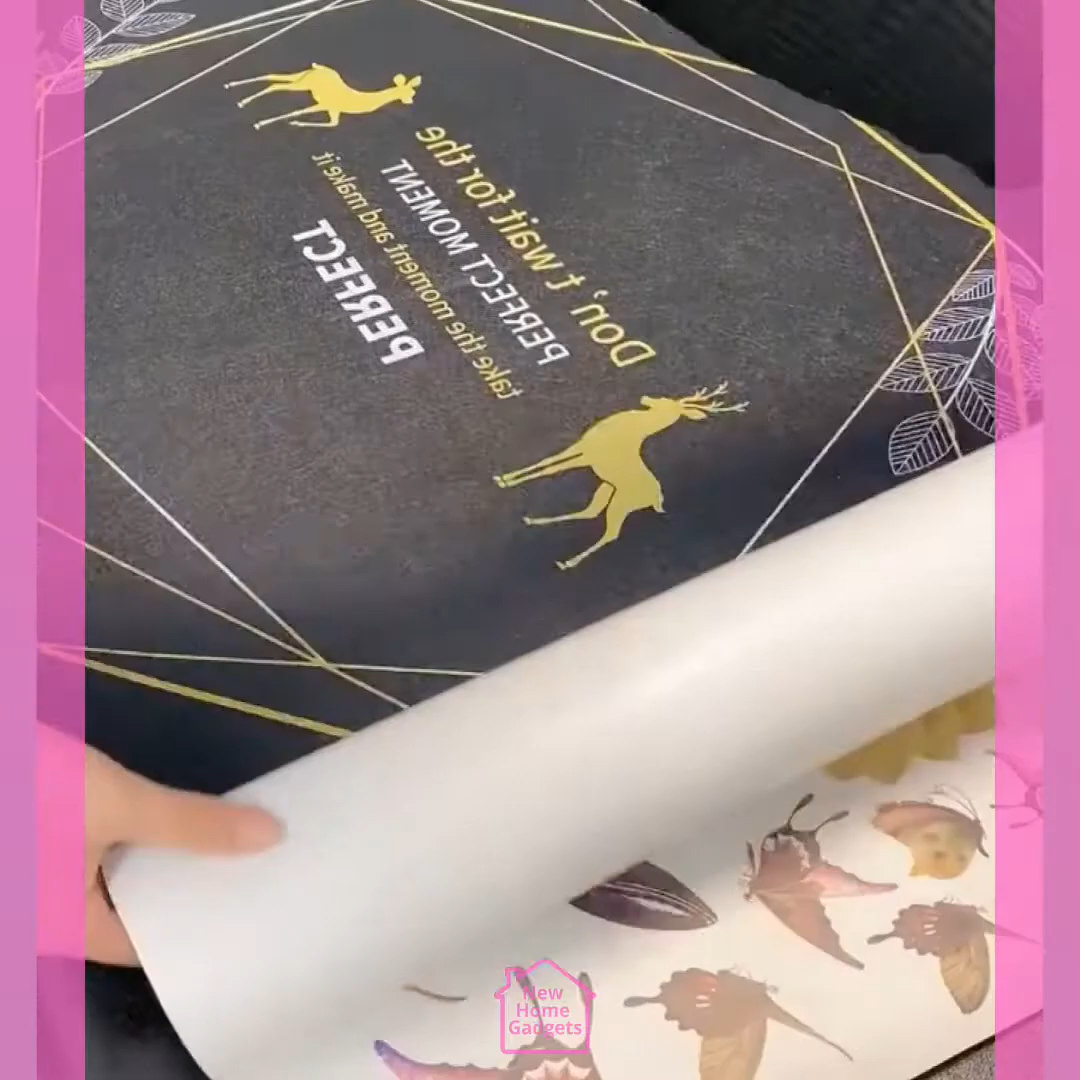 Don't wait for the
PERFECT MOMENT
take the moment and make it
PERFECT
New
Home
Gadgets